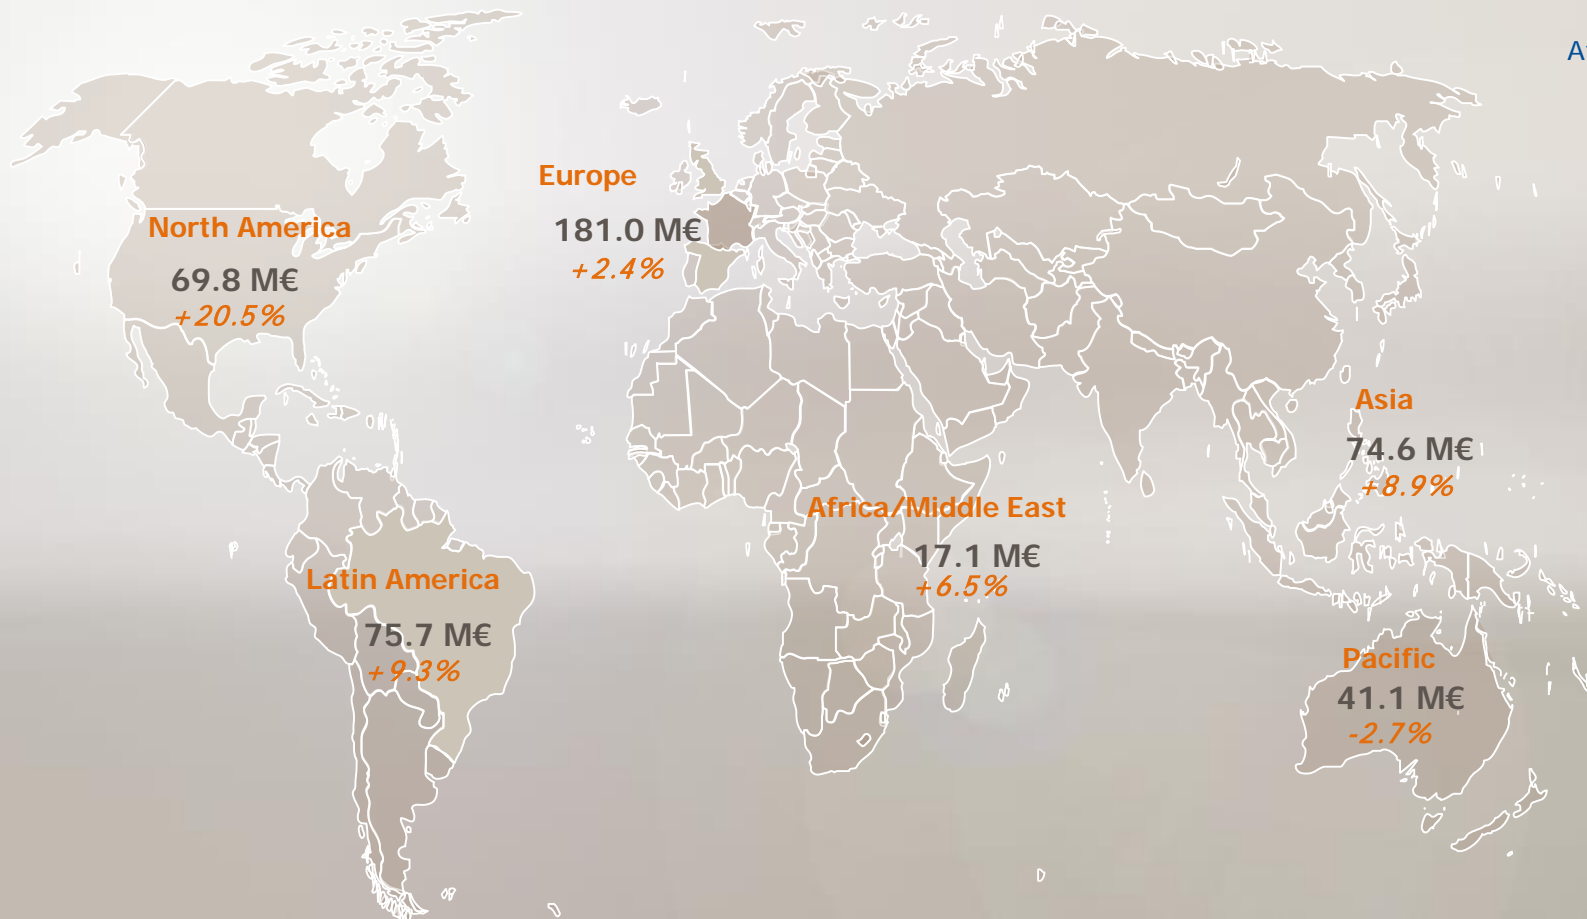 Europe
181.0 M€
+2.4%
North America
69.8 M€
+20.5%
Asia
74.6 M€
+8.9%
Africa/Middle East
17.1 M€
+6.5%
Latin America
75.7 M€
+9.3%
Pacific
41.1 M€
-2.7%